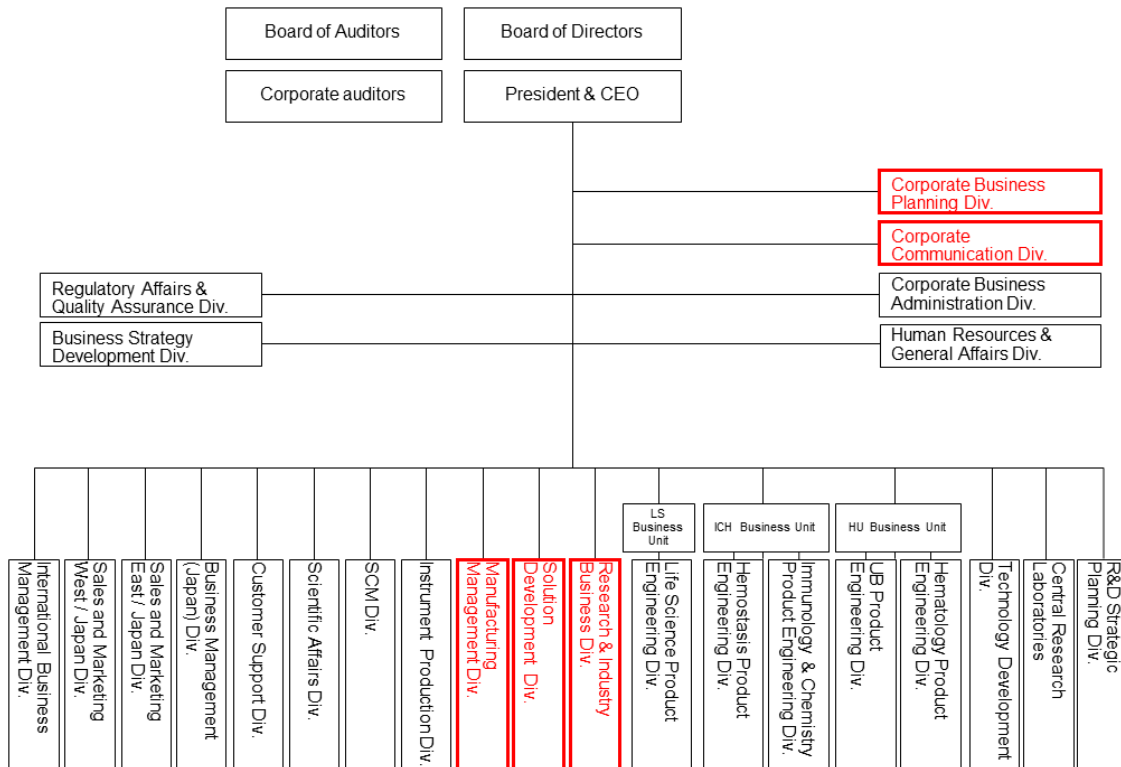 Board of Auditors
Board of Directors
Corporate auditors
President & CEO
Corporate Business
Planning Div.
Corporate
Communication Div.
Regulatory Affairs &
Quality Assurance Div.
Corporate Business
Administration Div.
Business Strategy
Development Div.
Human Resources &
General Affairs Div.
LS
Business
Unit
ICH Business Unit
HU Business Unit
International Business
Management Div.
Sales and Marketing
West / Japan Div.
Sales and Marketing
East / Japan Div.
Business Management
(Japan) Div.
Customer Support Div.
Scientific Affairs Div.
SCM Div.
Instrument Production Div.
Manufacturing
Management Div.
Solution
Development Div.
Research & Industry
Business Div.
Life Science Product
Engineering Div.
Hemostasis Product
Engineering Div.
Immunology & Chemistry
Product Engineering Div.
UB Product
Engineering Div.
Hematology Product
Engineering Div.
Technology Development
Div.
Central Research
Laboratories
R&D Strategic
Planning Div.